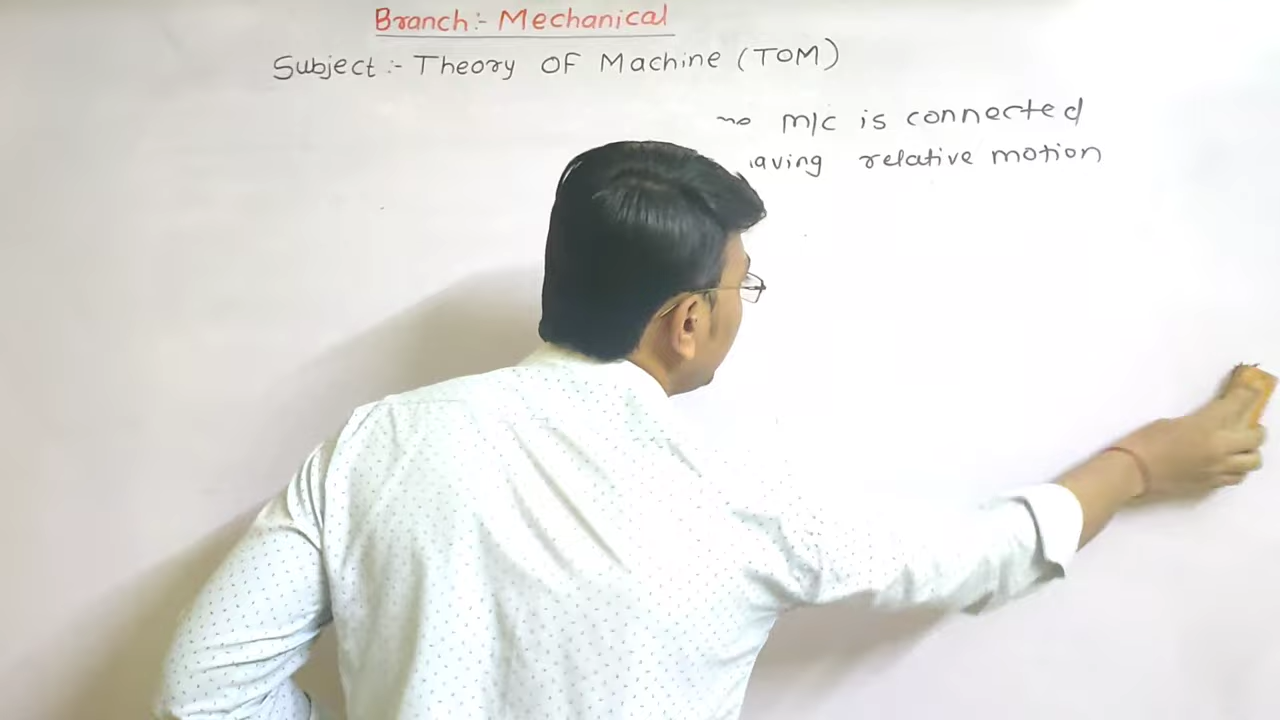 Branch:- Mechanical
Subject:- Theory OF Machine (TOM)
m/c is connected
relative motion